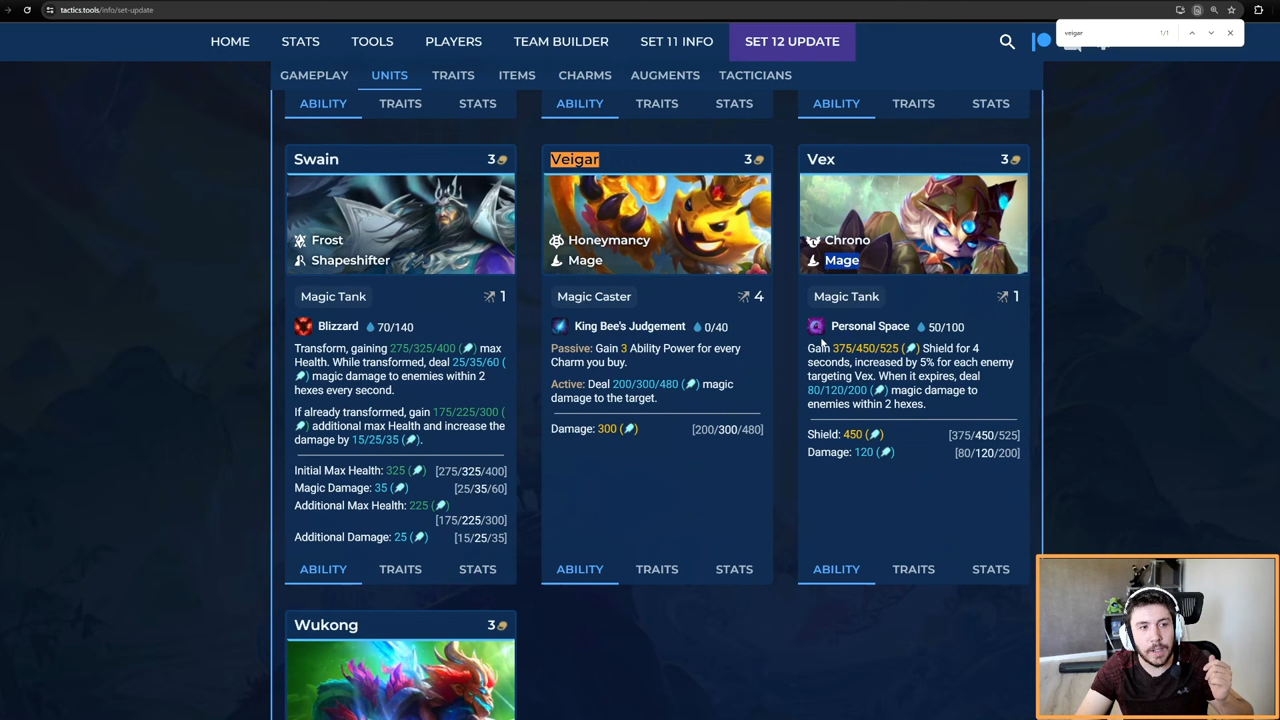 tactics.tools/info/set-update
veigar 1/1
HOME STATS TOOLS PLAYERS TEAM BUILDER SET 11 INFO SET 12 UPDATE
GAMEPLAY UNITS TRAITS ITEMS CHARMS AUGMENTS TACTICIANS
ABILITY TRAITS STATS ABILITY TRAITS STATS ABILITY TRAITS STATS
Swain 3
Frost
Shapeshifter
Magic Tank 1
Blizzard 70/140
Transform, gaining 275/325/400 ( ) max
Health. While transformed, deal 25/35/60 (
) magic damage to enemies within 2
hexes every second.
If already transformed, gain 175/225/300 (
) additional max Health and increase the
damage by 15/25/35 ( ).
Initial Max Health: 325 ( ) [275/325/400]
Magic Damage: 35 ( ) [25/35/60]
Additional Max Health: 225 ( )
[175/225/300]
Additional Damage: 25 ( ) [15/25/35]
ABILITY TRAITS STATS
Veigar 3
Honeymancy
Mage
Magic Caster 4
King Bee's Judgement 0/40
Passive: Gain 3 Ability Power for every
Charm you buy.
Active: Deal 200/300/480 ( ) magic
damage to the target.
Damage: 300 ( ) [200/300/480]
ABILITY TRAITS STATS
Vex 3
Chrono
Mage
Magic Tank 1
Personal Space 50/100
Gain 375/450/525 ( ) Shield for 4
seconds, increased by 5% for each enemy
targeting Vex. When it expires, deal
80/120/200 ( ) magic damage to
enemies within 2 hexes.
Shield: 450 ( ) [375/450/525]
Damage: 120 ( ) [80/120/200]
ABILITY TRAITS STATS
Wukong 3